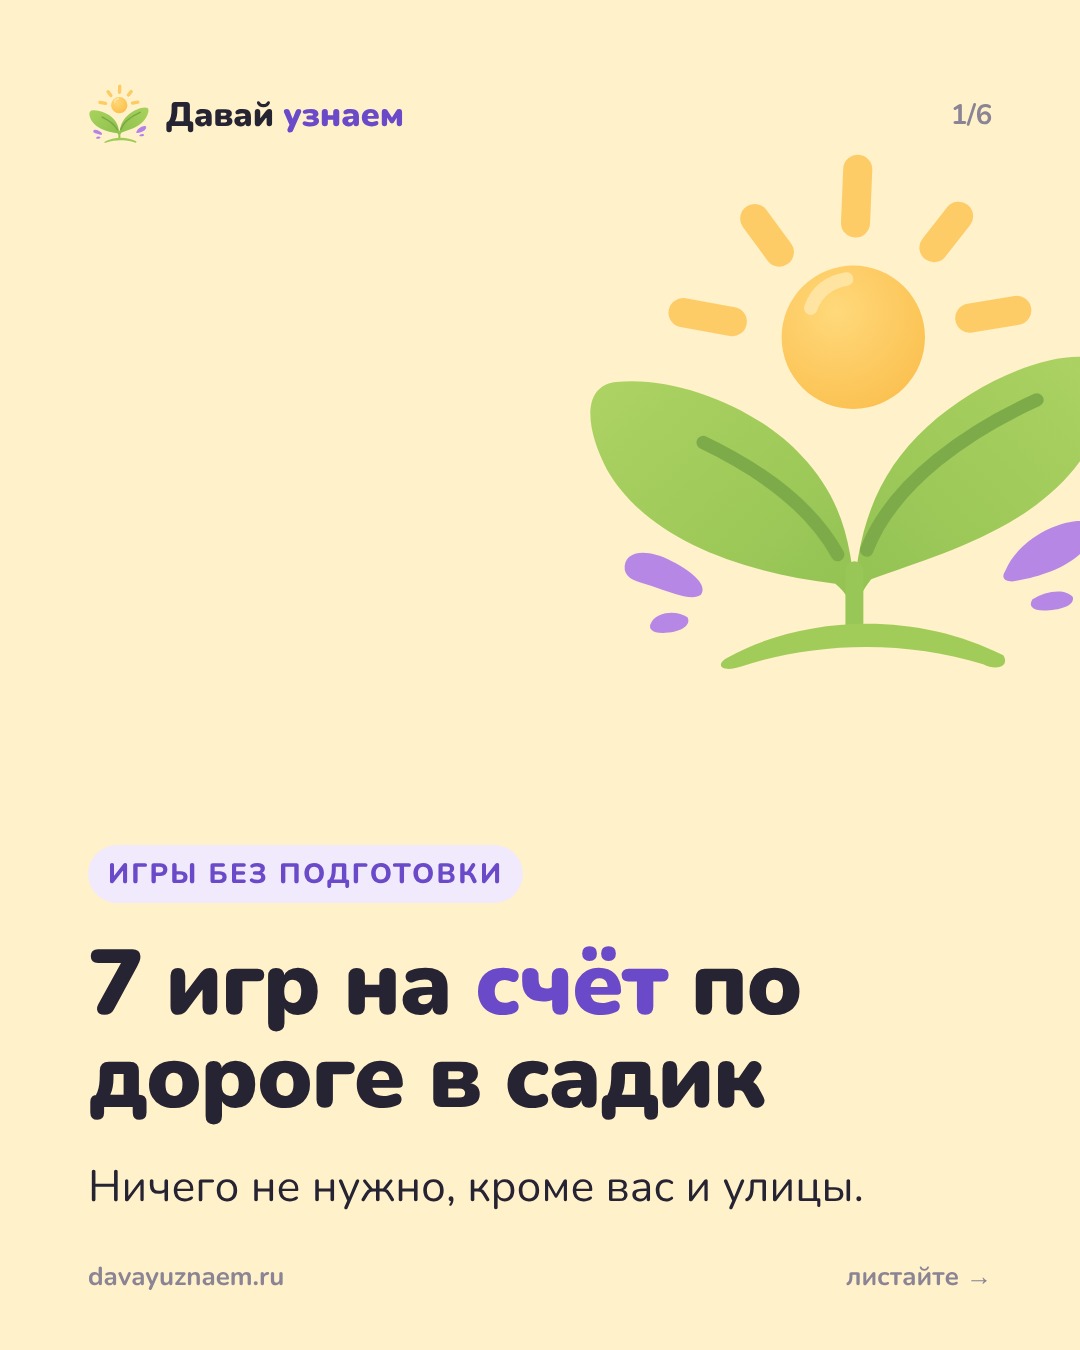 Давай узнаем
1/6
ИГРЫ БЕЗ ПОДГОТОВКИ
7 игр на счёт по
дороге в садик
Ничего не нужно, кроме вас и улицы.
davayuznaem.ru
листайте →